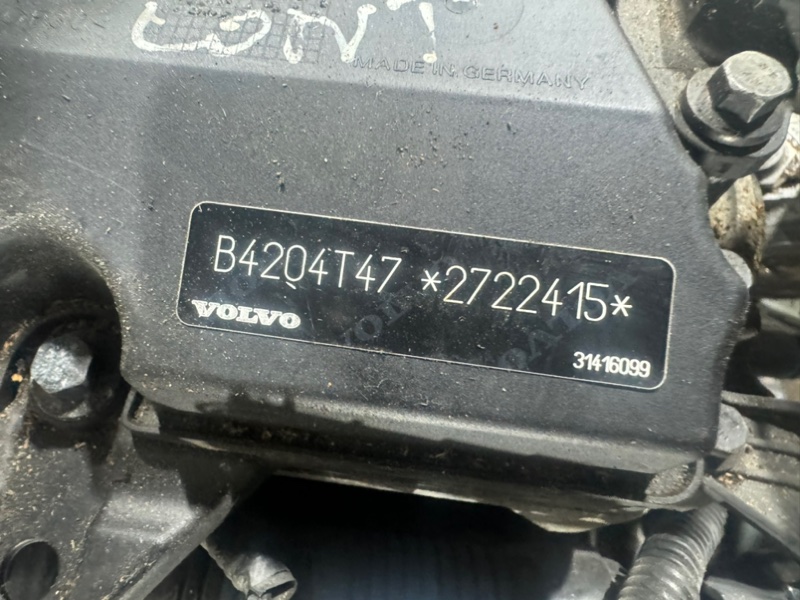 MADE IN GERMANY
B4204T47 *2722415*
VOLVO
31416099